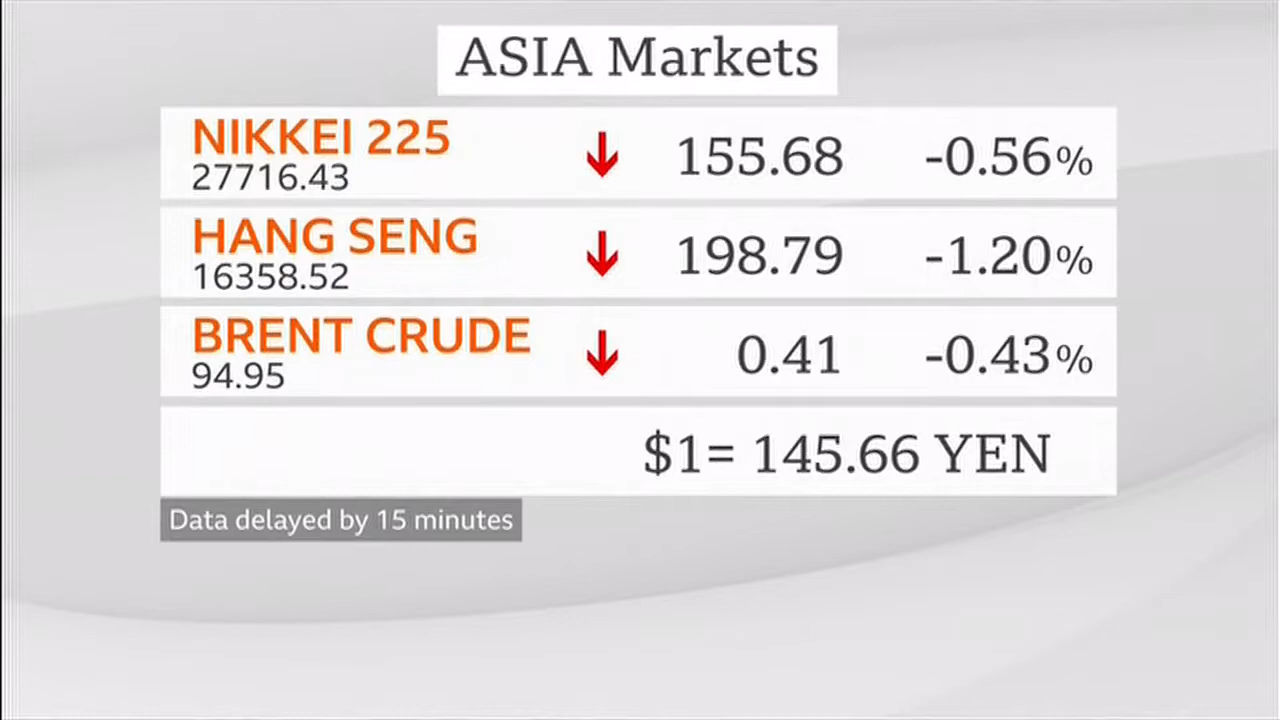 ASIA Markets
NIKKEI 225
27716.43
155.68
-0.56%
HANG SENG
16358.52
198.79
-1.20%
BRENT CRUDE
94.95
0.41
-0.43%
$1= 145.66 YEN
Data delayed by 15 minutes